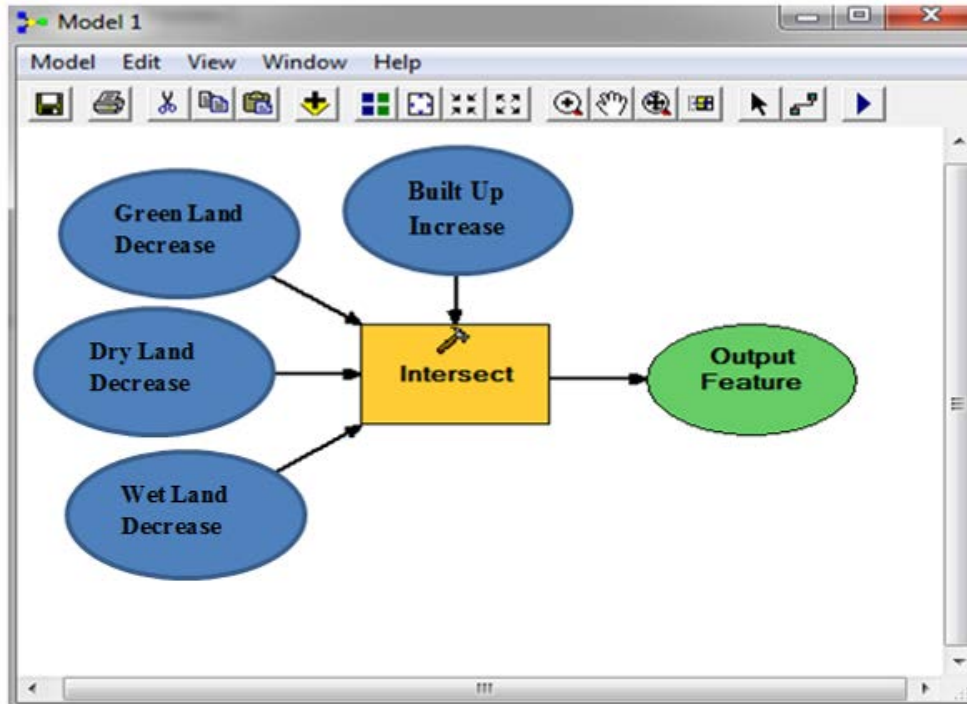 Model 1
Model Edit View Window Help
Green Land
Decrease
Built Up
Increase
Dry Land
Decrease
Intersect
Output
Feature
Wet Land
Decrease